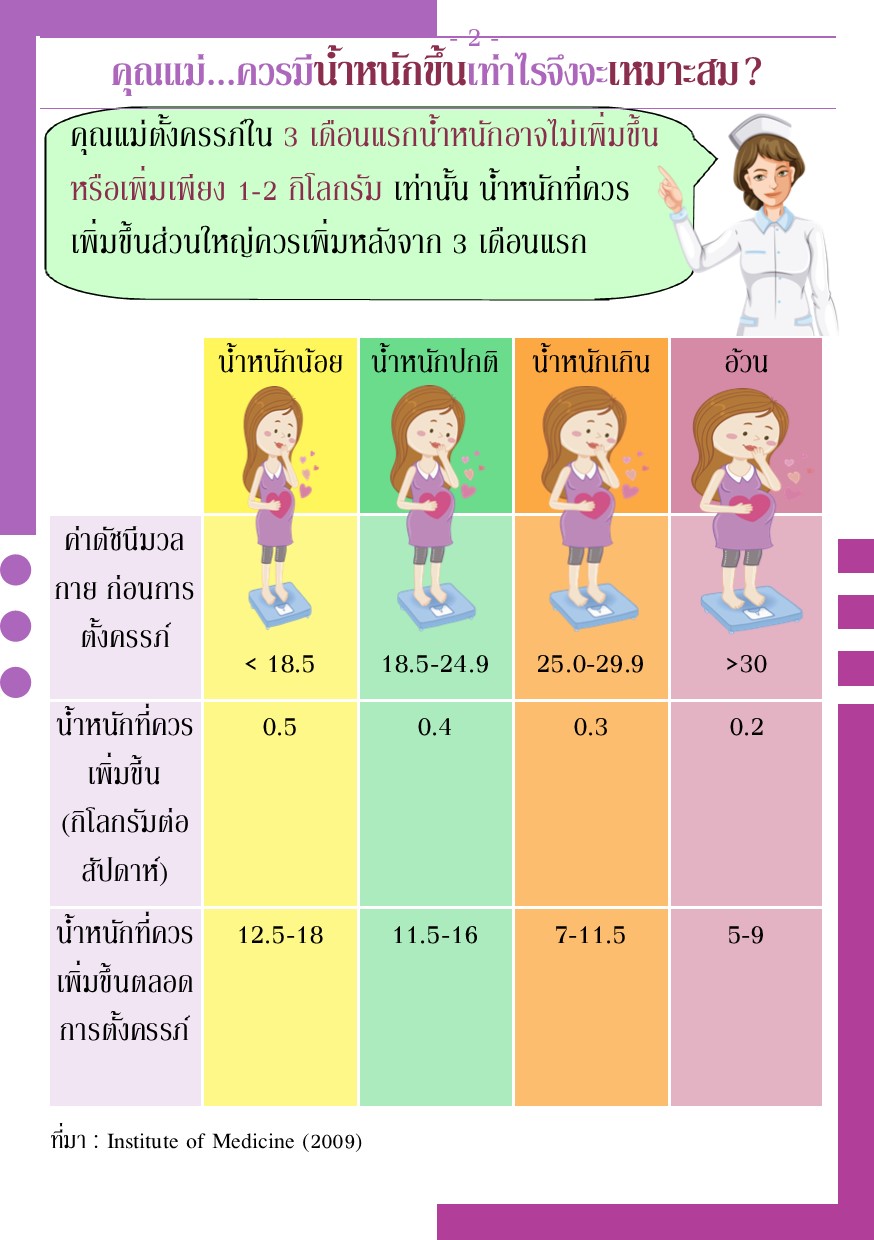 - 2 -
คุณแม่...ควรมีน้ำหนักขึ้นเท่าไรจึงจะเหมาะสม?
คุณแม่ตั้งครรภ์ใน 3 เดือนแรกน้ำหนักอาจไม่เพิ่มขึ้น
หรือเพิ่มเพียง 1-2 กิโลกรัม เท่านั้น น้ำหนักที่ควร
เพิ่มขึ้นส่วนใหญ่ควรเพิ่มหลังจาก 3 เดือนแรก
น้ำหนักน้อย น้ำหนักปกติ น้ำหนักเกิน อ้วน
ค่าดัชนีมวล
กาย ก่อนการ
ตั้งครรภ์
< 18.5 18.5-24.9 25.0-29.9 >30
น้ำหนักที่ควร 0.5 0.4 0.3 0.2
เพิ่มขึ้น
(กิโลกรัมต่อ
สัปดาห์)
น้ำหนักที่ควร 12.5-18 11.5-16 7-11.5 5-9
เพิ่มขึ้นตลอด
การตั้งครรภ์
ที่มา : Institute of Medicine (2009)